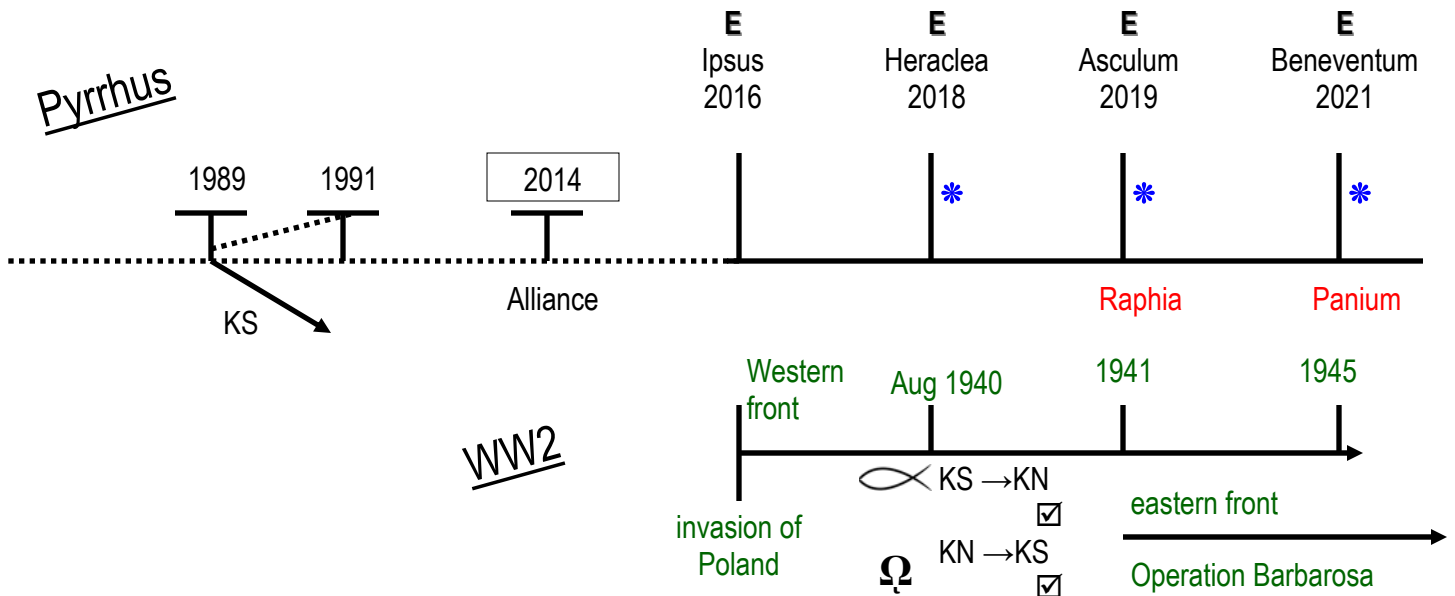 E
Ipsus
2016
E
Heraclea
2018
E
Asculum
2019
E
Beneventum
2021
Pyrrhus
1989
1991
2014
❋
❋
❋
KS
Alliance
Raphia
Panium
WW2
Western
front
Aug 1940
1941
1945
invasion of
Poland
KS →KN
☑
Ω KN →KS
☑
eastern front
Operation Barbarosa